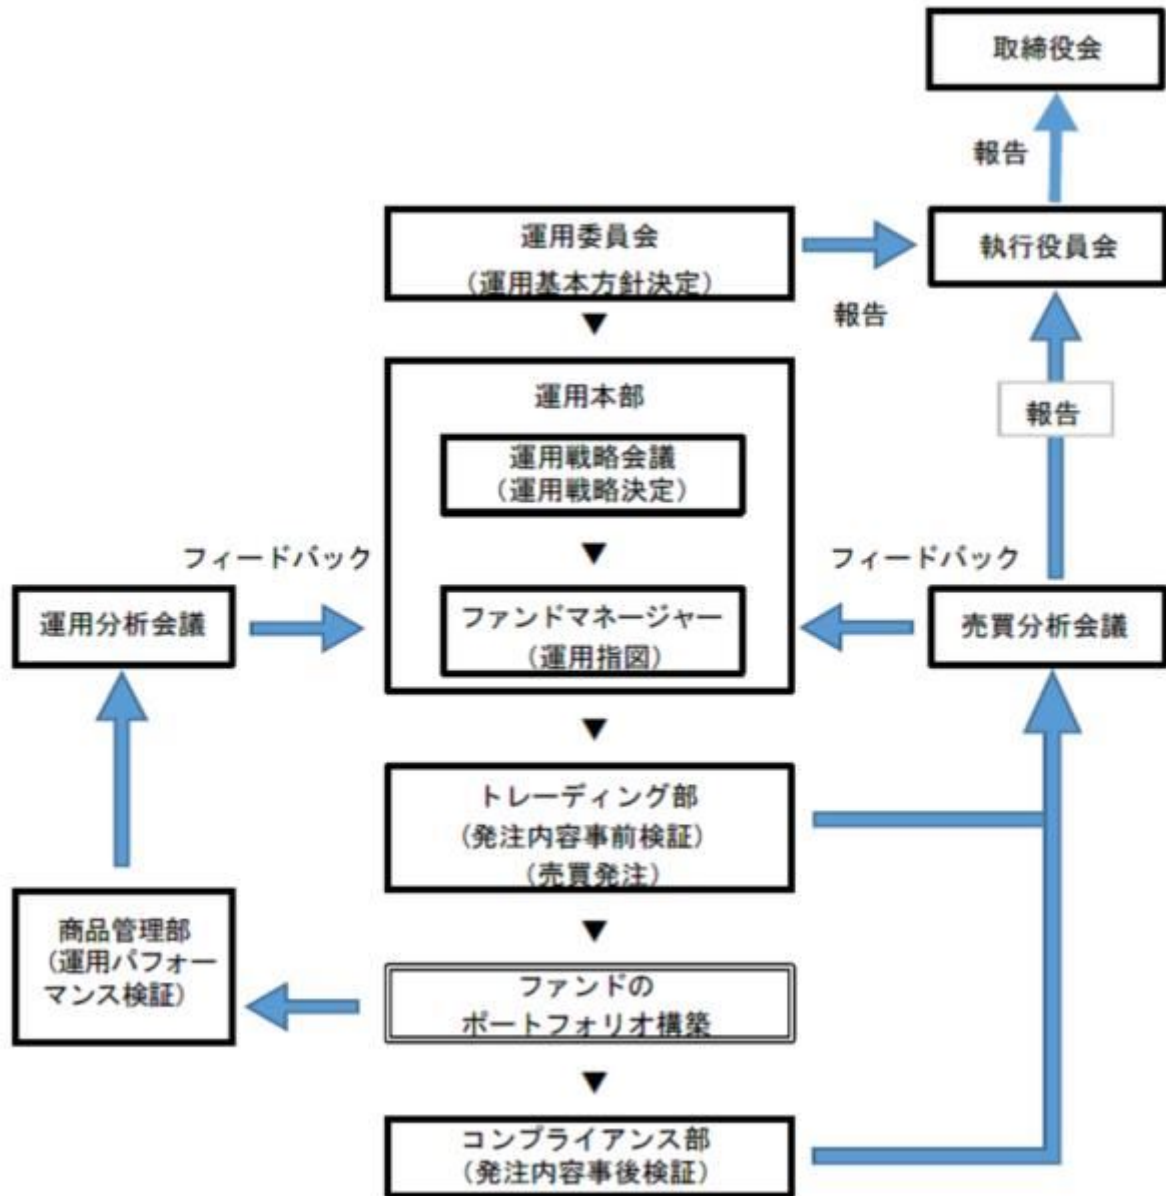 取締役会
報告
運用委員会
（運用基本方針決定）
執行役員会
報告
運用本部
報告
運用戦略会議
（運用戦略決定）
フィードバック
フィードバック
運用分析会議
ファンドマネージャー
（運用指図）
売買分析会議
トレーディング部
（発注内容事前検証）
（売買発注）
商品管理部
（運用パフォー
マンス検証）
ファンドの
ポートフォリオ構築
コンプライアンス部
（発注内容事後検証）